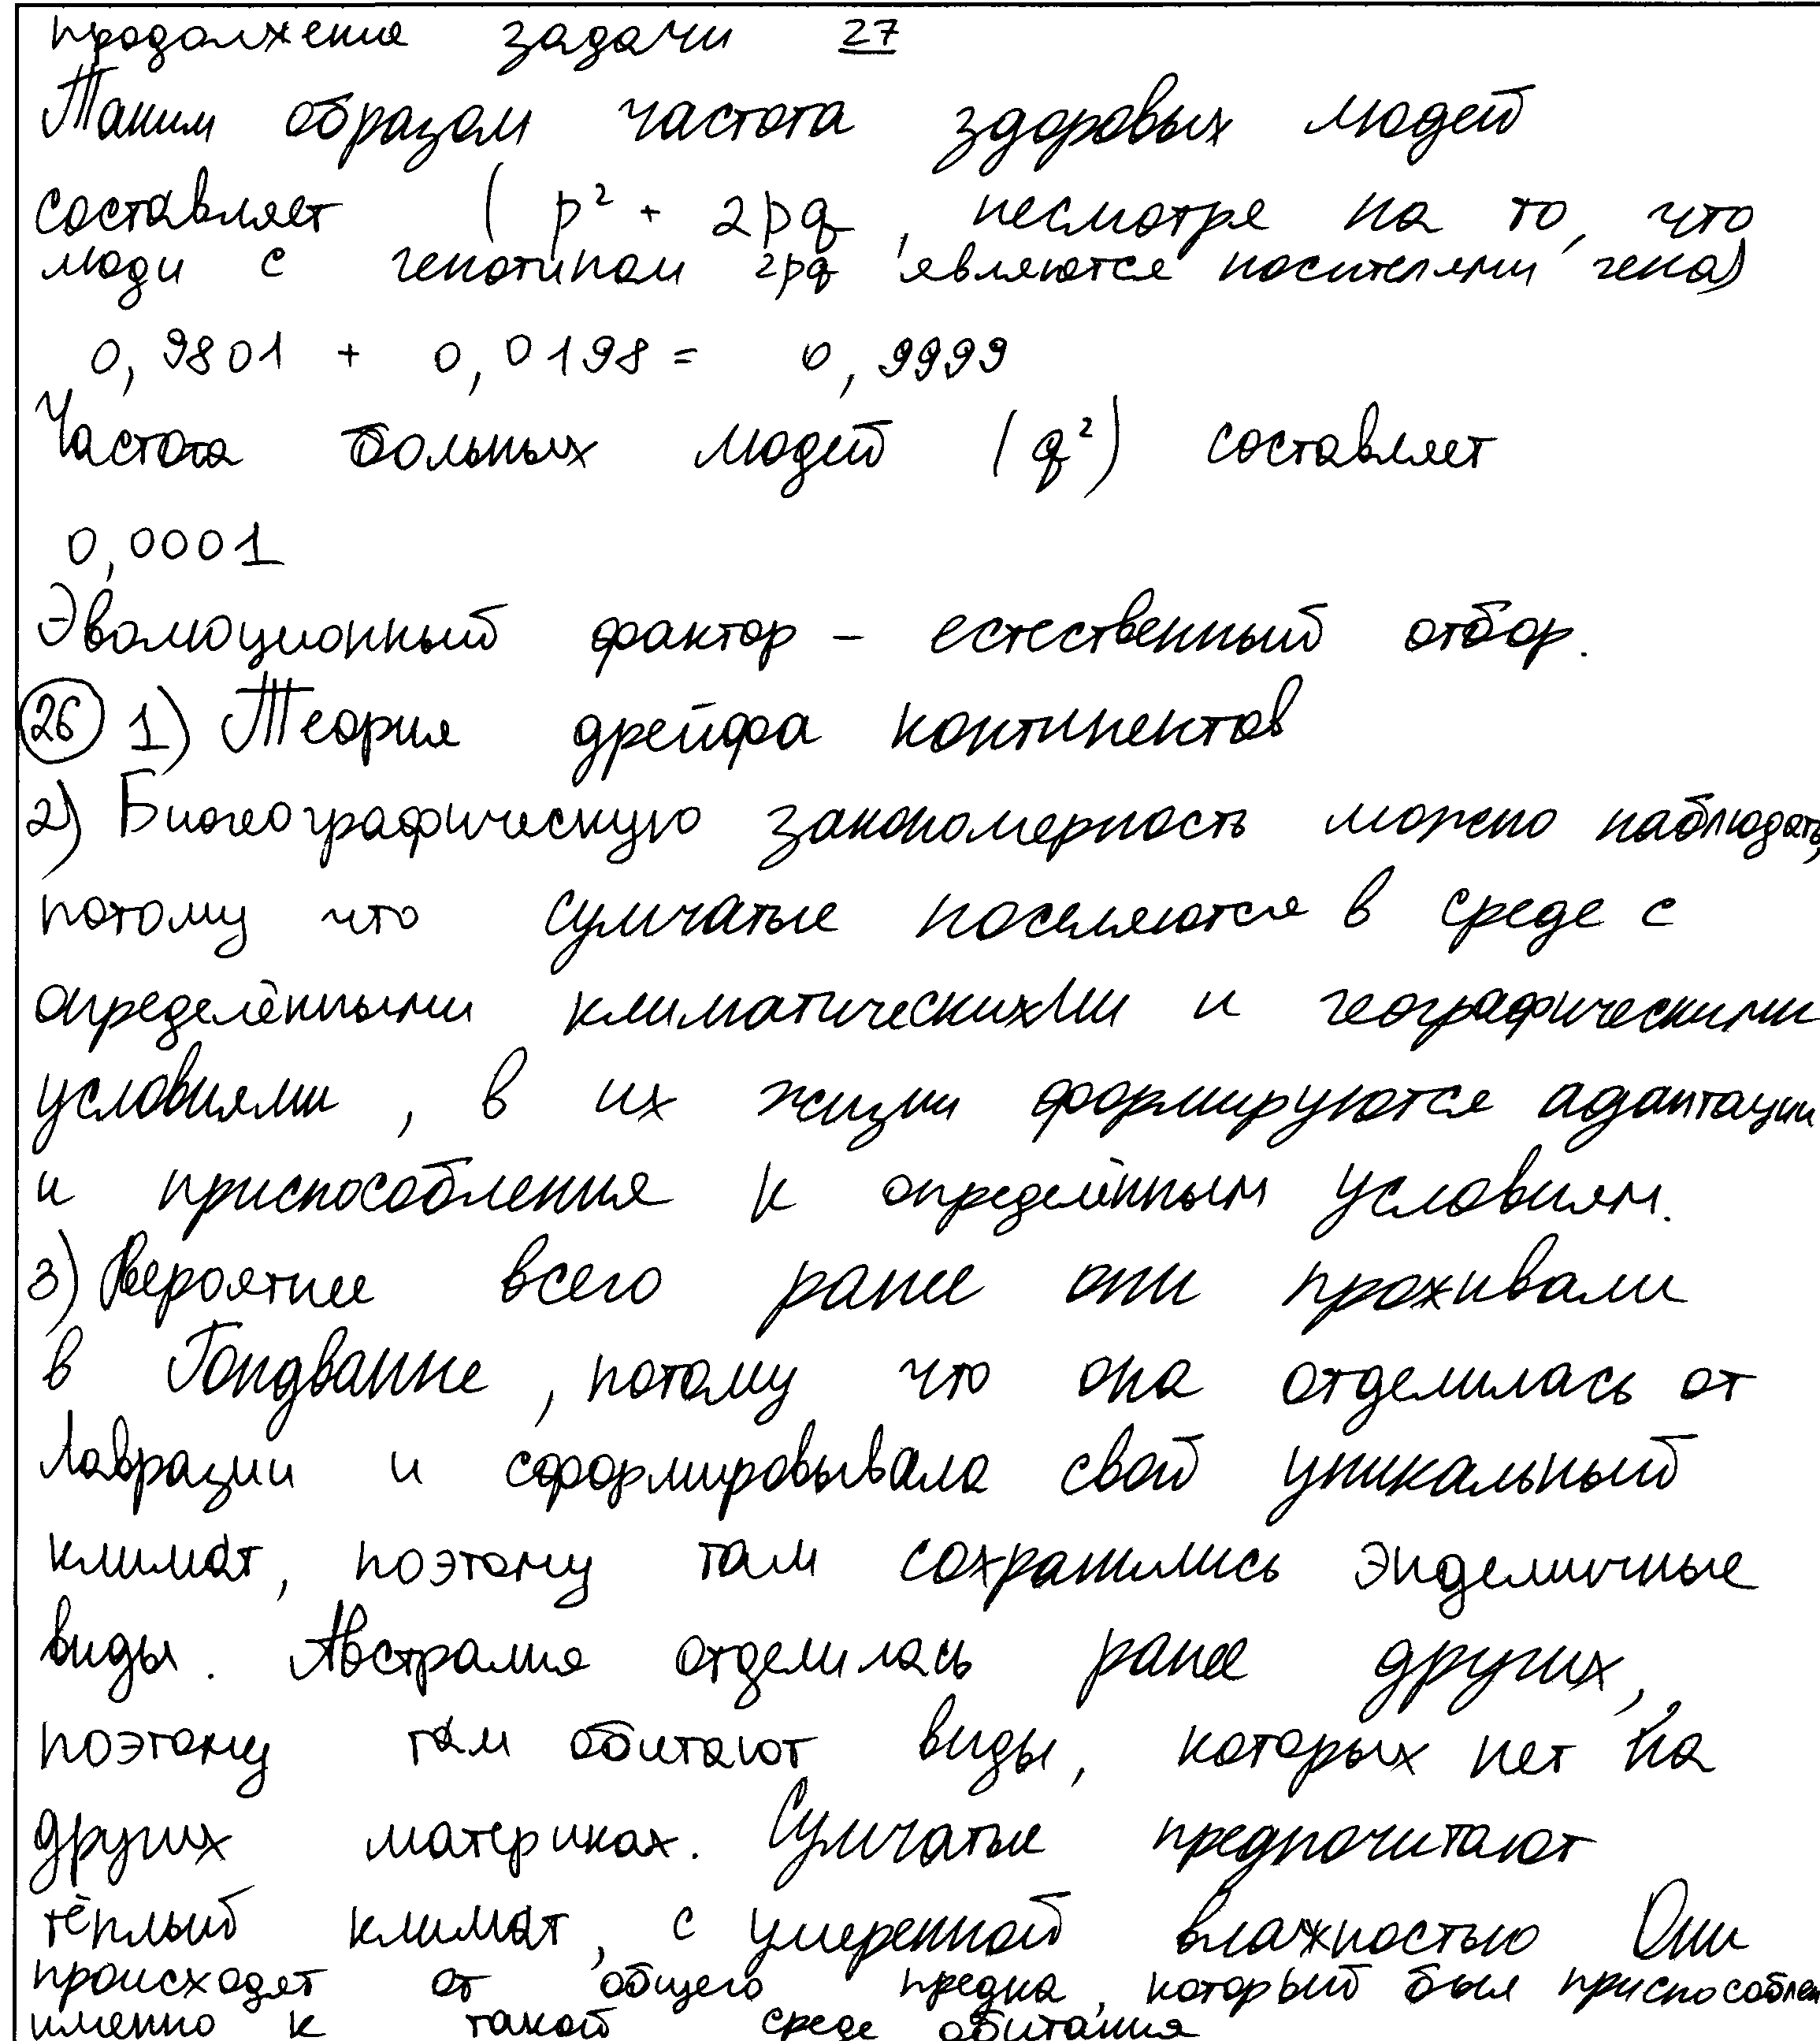 продолжение задачи 27
Таким образом частота здоровых людей
составляет (p² + 2pq, несмотря на то, что
люди с генотипом 2pq являются носителями гена)
0,9801 + 0,0198 = 0,9999
Частота больных людей (q²) составляет
0,0001
Эволюционный фактор – естественный отбор.
26 1) Теория дрейфа континентов
2) Биогеографическую закономерность можно наблюдать,
потому что сумчатые поселяются в среде с
определёнными климатическими и географическими
условиями, в их жизни формируются адаптации
и приспособления к определённым условиям.
3) Вероятнее всего ранее они проживали
в Гондванне, потому что она отделилась от
Лавразии и сформировывала свой уникальный
климат, поэтому там сохранились эндемичные
виды. Австралия отделилась ранее других,
поэтому там обитают виды, которых нет на
других материках. Сумчатые предпочитают
тёплый климат, с умеренной влажностью Они
происходят от общего предка, который был приспособлен
именно к такой среде обитания